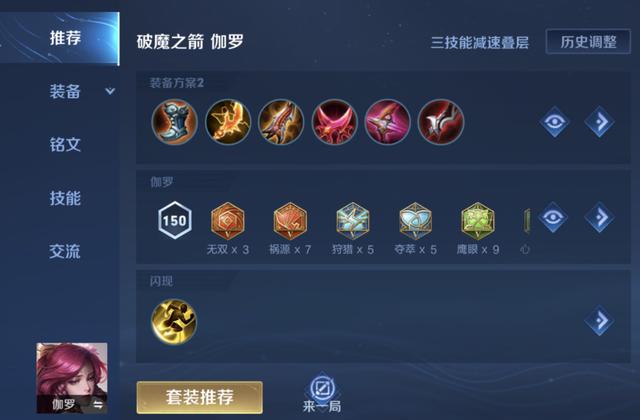 推荐
破魔之箭 伽罗
三技能减速叠层
历史调整
装备
铭文
技能
交流
装备方案2
伽罗
150
无双 x 3
祸源 x 7
狩猎 x 5
夺萃 x 5
鹰眼 x 9
心
闪现
伽罗
套装推荐
来一局